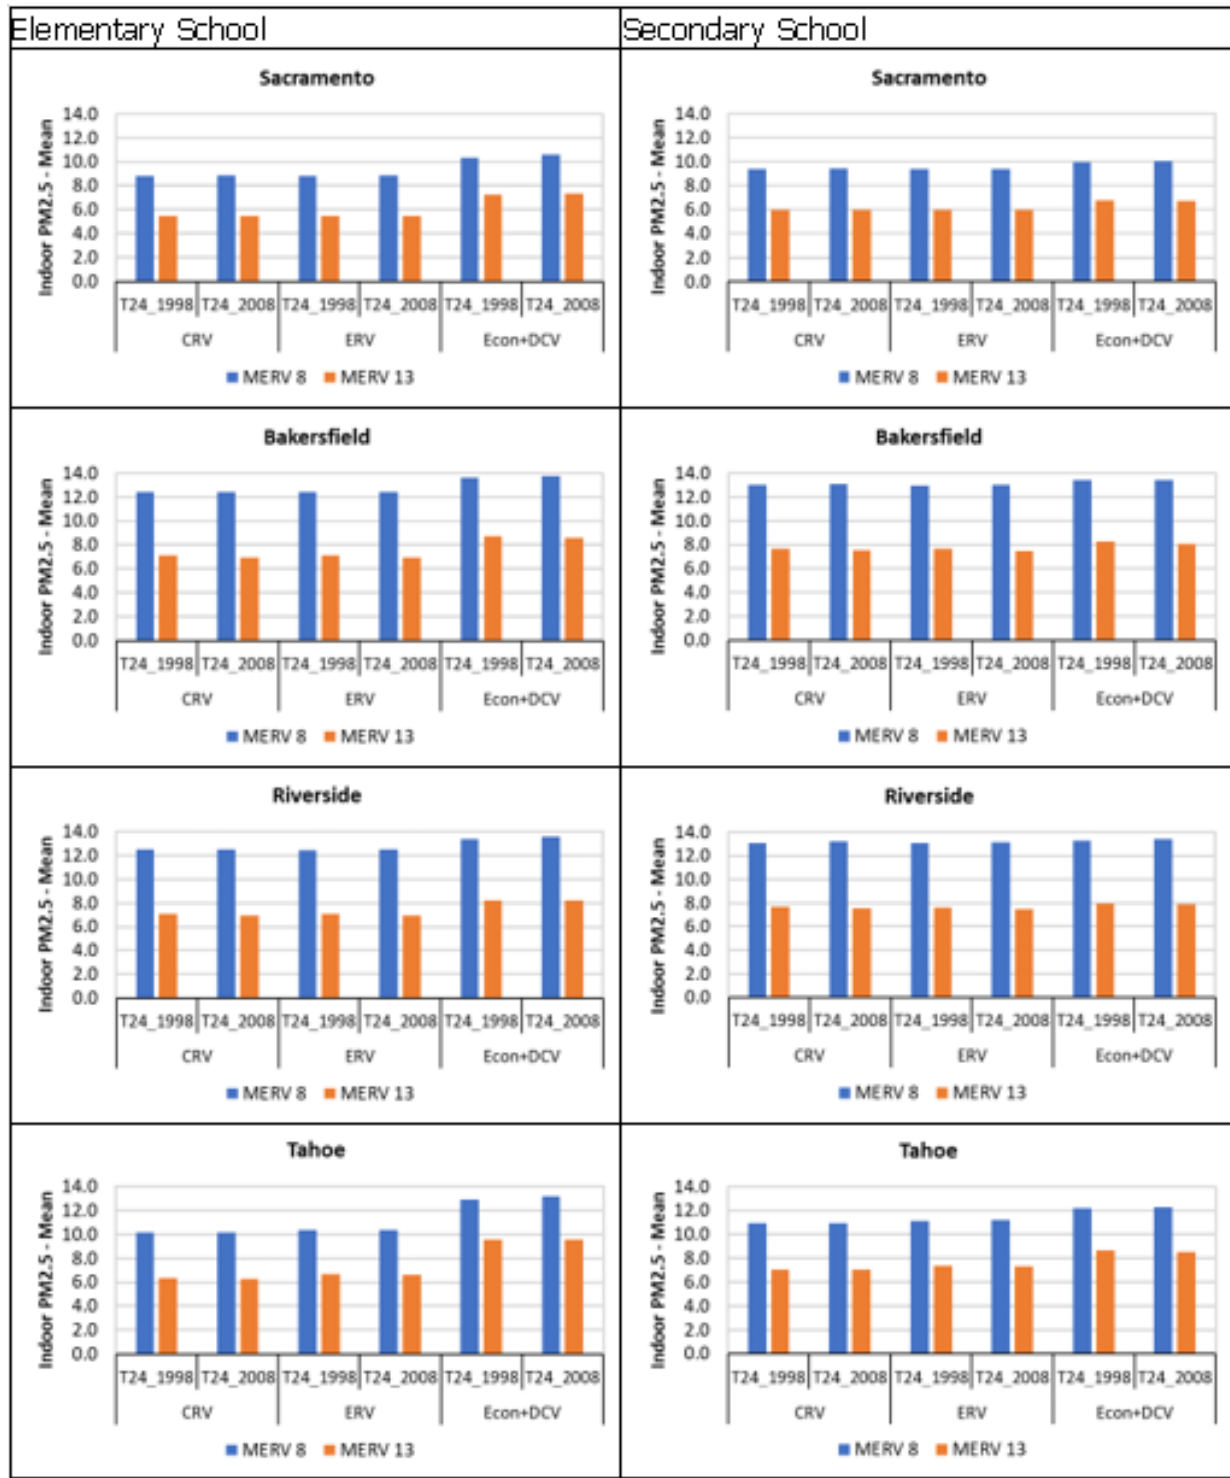 Elementary School
Secondary School
Sacramento
Indoor PM2.5 - Mean
14.0
12.0
10.0
8.0
6.0
4.0
2.0
0.0
T24_1998 T24_2008 T24_1998 T24_2008 T24_1998 T24_2008
CRV ERV Econ+DCV
MERV 8 MERV 13
Sacramento
Indoor PM2.5 - Mean
14.0
12.0
10.0
8.0
6.0
4.0
2.0
0.0
T24_1998 T24_2008 T24_1998 T24_2008 T24_1998 T24_2008
CRV ERV Econ+DCV
MERV 8 MERV 13
Bakersfield
Indoor PM2.5 - Mean
14.0
12.0
10.0
8.0
6.0
4.0
2.0
0.0
T24_1998 T24_2008 T24_1998 T24_2008 T24_1998 T24_2008
CRV ERV Econ+DCV
MERV 8 MERV 13
Bakersfield
Indoor PM2.5 - Mean
14.0
12.0
10.0
8.0
6.0
4.0
2.0
0.0
T24_1998 T24_2008 T24_1998 T24_2008 T24_1998 T24_2008
CRV ERV Econ+DCV
MERV 8 MERV 13
Riverside
Indoor PM2.5 - Mean
14.0
12.0
10.0
8.0
6.0
4.0
2.0
0.0
T24_1998 T24_2008 T24_1998 T24_2008 T24_1998 T24_2008
CRV ERV Econ+DCV
MERV 8 MERV 13
Riverside
Indoor PM2.5 - Mean
14.0
12.0
10.0
8.0
6.0
4.0
2.0
0.0
T24_1998 T24_2008 T24_1998 T24_2008 T24_1998 T24_2008
CRV ERV Econ+DCV
MERV 8 MERV 13
Tahoe
Indoor PM2.5 - Mean
14.0
12.0
10.0
8.0
6.0
4.0
2.0
0.0
T24_1998 T24_2008 T24_1998 T24_2008 T24_1998 T24_2008
CRV ERV Econ+DCV
MERV 8 MERV 13
Tahoe
Indoor PM2.5 - Mean
14.0
12.0
10.0
8.0
6.0
4.0
2.0
0.0
T24_1998 T24_2008 T24_1998 T24_2008 T24_1998 T24_2008
CRV ERV Econ+DCV
MERV 8 MERV 13